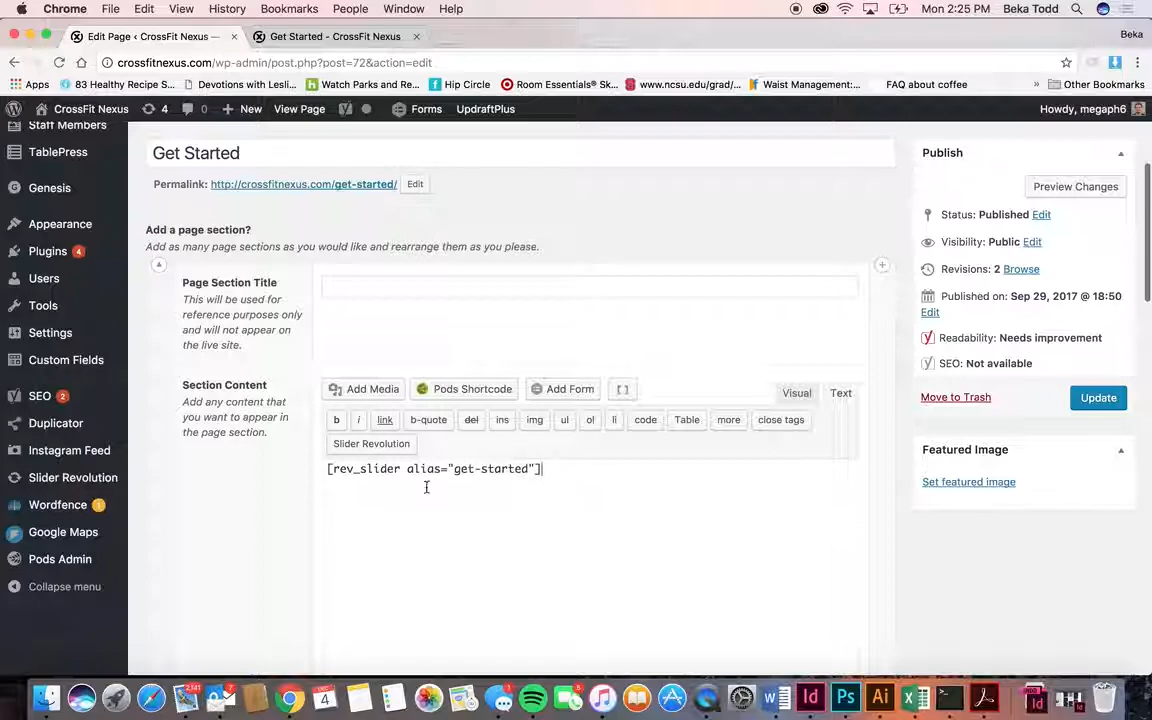 Chrome File Edit View History Bookmarks People Window Help Mon 2:25 PM Beka Todd
Edit Page ‹ CrossFit Nexus — × Get Started - CrossFit Nexus × Beka
crossfitnexus.com/wp-admin/post.php?post=72&action=edit
Apps 83 Healthy Recipe S... Devotions with Lesli... Watch Parks and Re... Hip Circle Room Essentials® Sk... www.ncsu.edu/grad/... Waist Management:... FAQ about coffee » Other Bookmarks
CrossFit Nexus 4 0 + New View Page Forms UpdraftPlus Howdy, megaph6
Staff Members
TablePress
Genesis
Appearance
Plugins 4
Users
Tools
Settings
Custom Fields
SEO 2
Duplicator
Instagram Feed
Slider Revolution
Wordfence 1
Google Maps
Pods Admin
Collapse menu
Get Started
Permalink: http://crossfitnexus.com/get-started/ Edit
Add a page section?
Add as many page sections as you would like and rearrange them as you please.
Page Section Title
This will be used for
reference purposes only
and will not appear on
the live site.
Section Content
Add any content that
you want to appear in
the page section.
Add Media Pods Shortcode Add Form [ ] Visual Text
b i link b-quote del ins img ul ol li code Table more close tags
Slider Revolution
[rev_slider alias="get-started"]
Publish
Preview Changes
Status: Published Edit
Visibility: Public Edit
Revisions: 2 Browse
Published on: Sep 29, 2017 @ 18:50
Edit
Readability: Needs improvement
SEO: Not available
Move to Trash Update
Featured Image
Set featured image